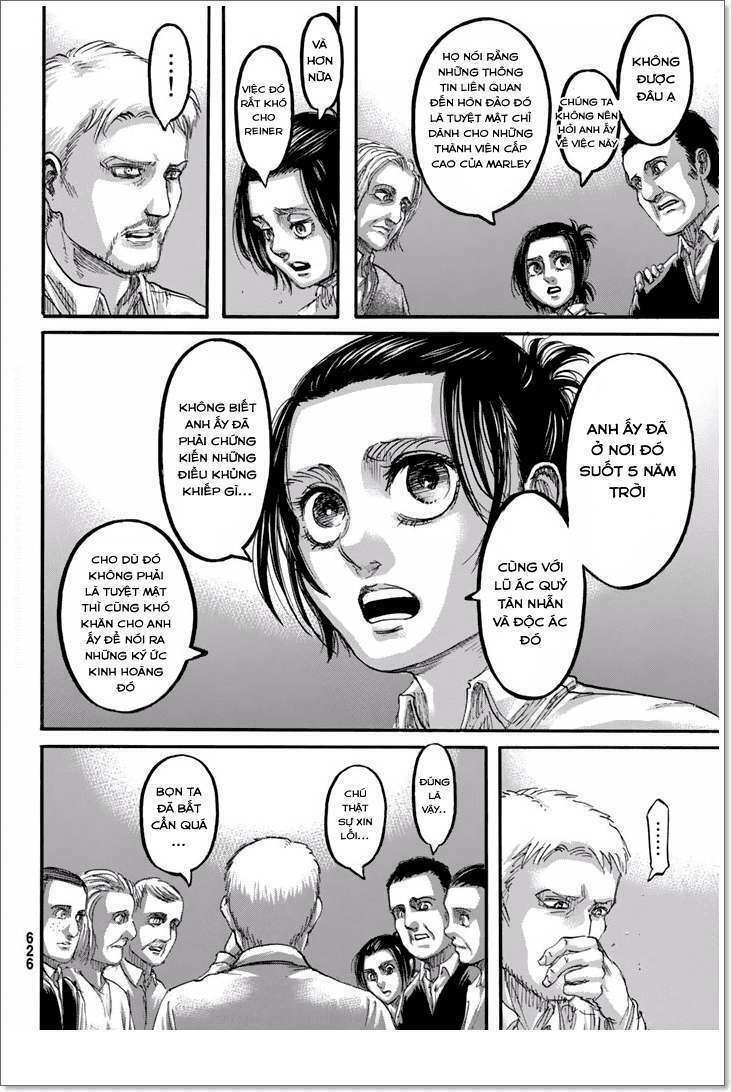 KHÔNG
ĐƯỢC
ĐÂU Ạ
CHÚNG TA
KHÔNG NÊN
HỎI ANH ẤY
VỀ VIỆC NÀY
HỌ NÓI RẰNG
NHỮNG THÔNG
TIN LIÊN QUAN
ĐẾN HÒN ĐẢO ĐÓ
LÀ TUYỆT MẬT CHỈ
DÀNH CHO NHỮNG
THÀNH VIÊN CẤP
CAO CỦA MARLEY
VÀ
HƠN
NỮA
VIỆC ĐÓ
RẤT KHÓ
CHO
REINER
...!
ANH ẤY ĐÃ
Ở NƠI ĐÓ
SUỐT 5 NĂM
TRỜI
CÙNG VỚI
LŨ ÁC QUỶ
TÀN NHẪN
VÀ ĐỘC ÁC
ĐÓ
KHÔNG BIẾT
ANH ẤY ĐÃ
PHẢI CHỨNG
KIẾN NHỮNG
ĐIỀU KHỦNG
KHIẾP GÌ...
CHO DÙ ĐÓ
KHÔNG PHẢI
LÀ TUYỆT MẬT
THÌ CŨNG KHÓ
KHĂN CHO ANH
ẤY ĐỂ NÓI RA
NHỮNG KÝ ỨC
KINH HOÀNG
ĐÓ
......
ĐÚNG
LÀ
VẬY..
CHÚ
THẬT
SỰ XIN
LỖI...
BỌN TA
ĐÃ BẤT
CẨN QUÁ
...
626